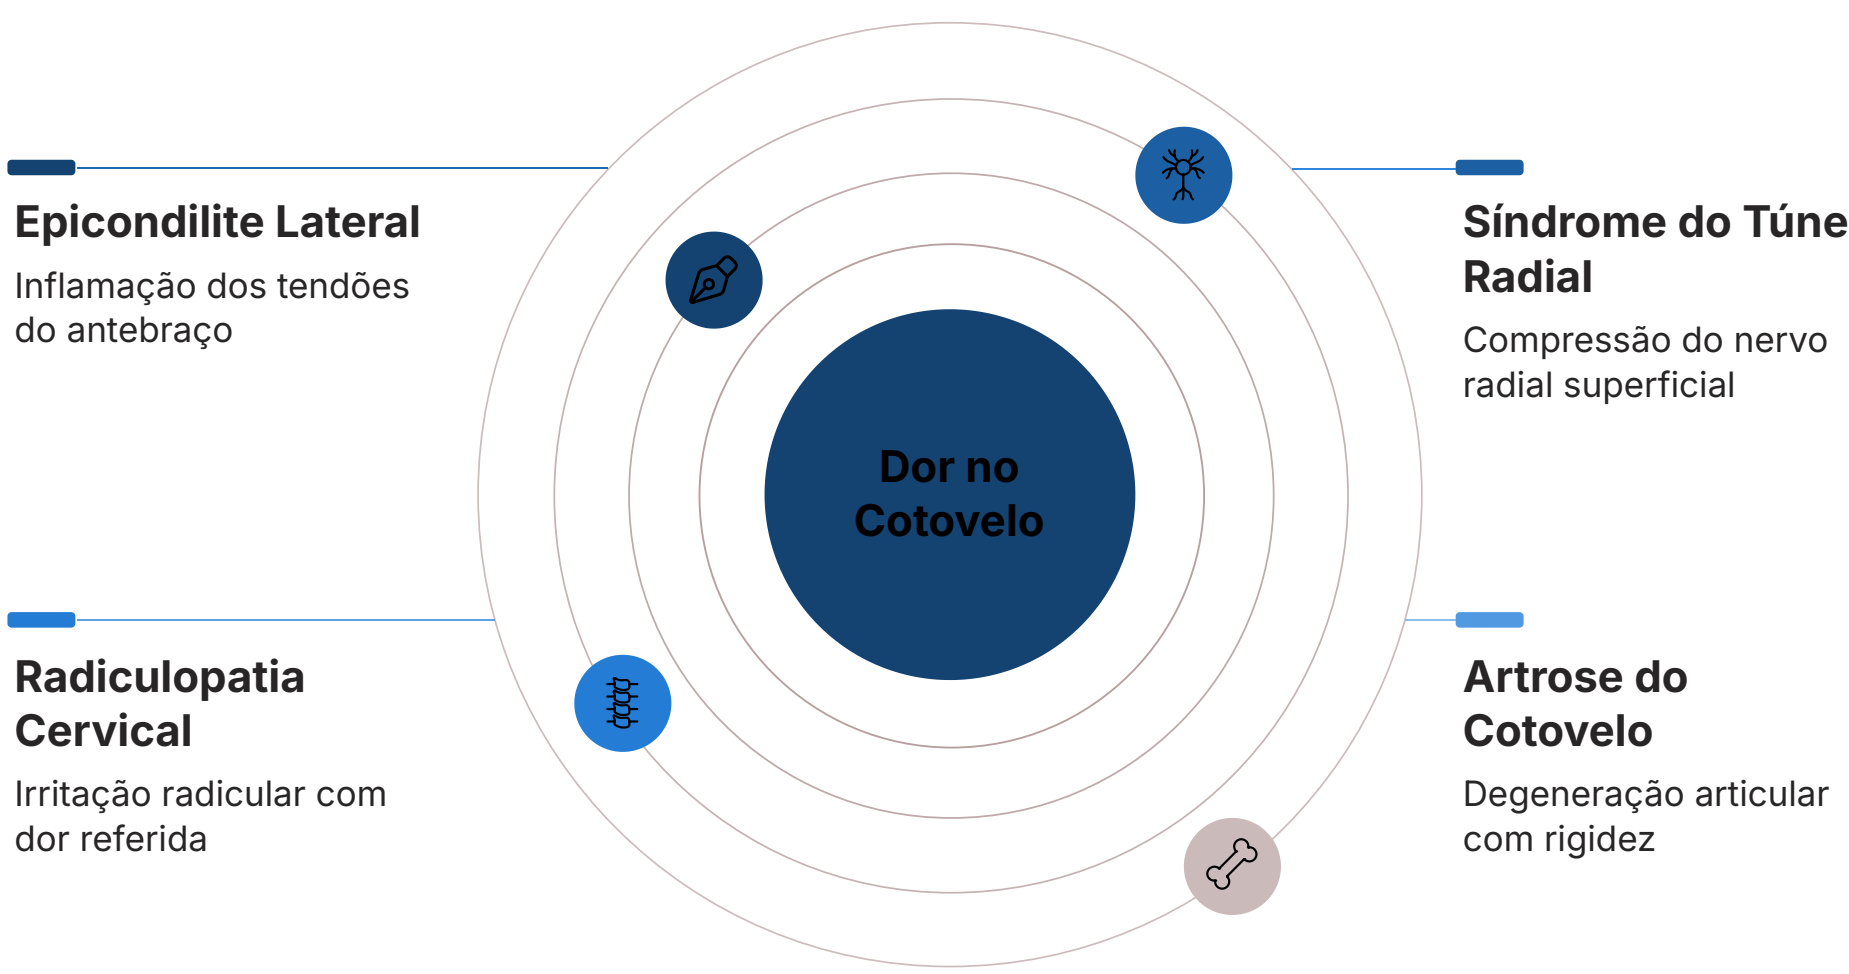 Epicondilite Lateral
Inflamação dos tendões
do antebraço
Síndrome do Túne
Radial
Compressão do nervo
radial superficial
Dor no
Cotovelo
Radiculopatia
Cervical
Irritação radicular com
dor referida
Artrose do
Cotovelo
Degeneração articular
com rigidez